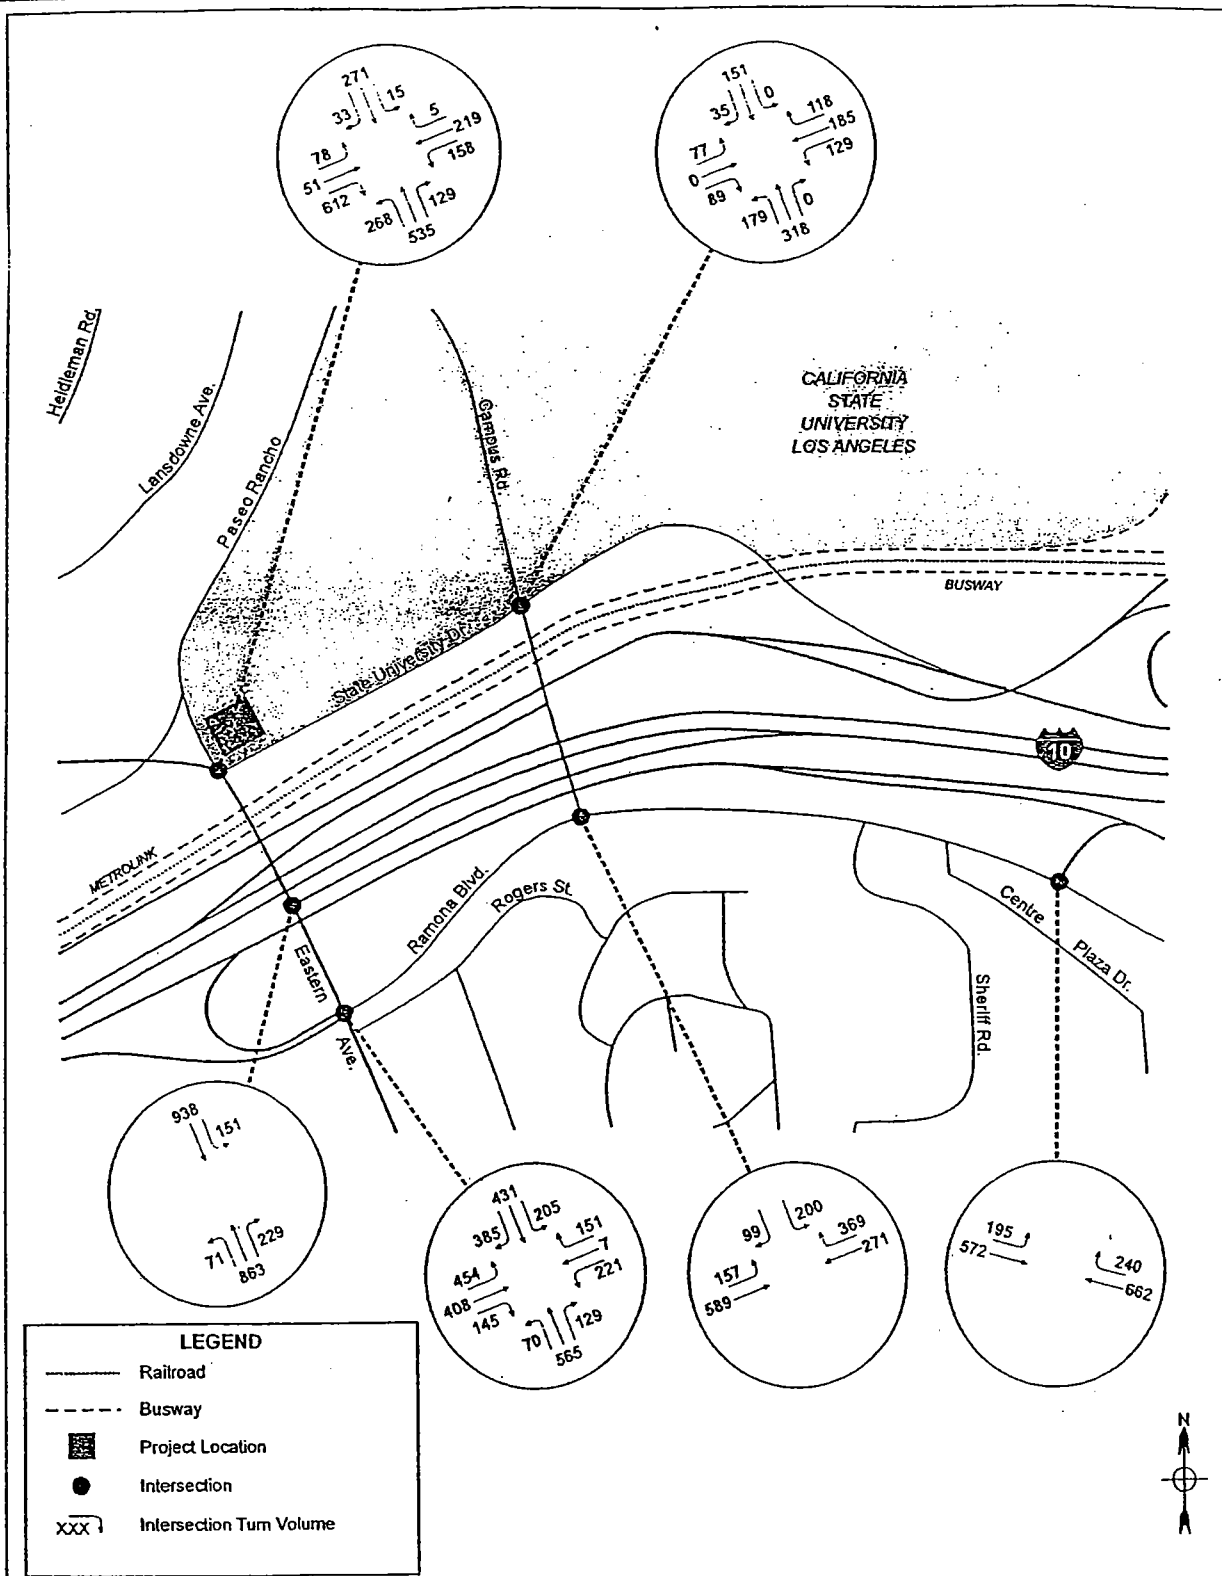 271
33
15
5
219
158
78
51
612
268
535
129
151
35
0
118
185
129
77
0
89
179
318
0
Heidleman Rd.
Lansdowne Ave.
Paseo Rancho
Campus Rd.
CALIFORNIA
STATE
UNIVERSITY
LOS ANGELES
BUSWAY
State University Dr.
10
METROLINK
Ramona Blvd.
Rogers St.
Eastern
Ave.
Sheriff Rd.
Centre
Plaza Dr.
938
151
71
863
229
431
385
205
151
7
221
454
408
145
70
565
129
99
200
369
271
157
589
195
572
240
662
LEGEND
Railroad
Busway
Project Location
Intersection
XXX Intersection Turn Volume
N